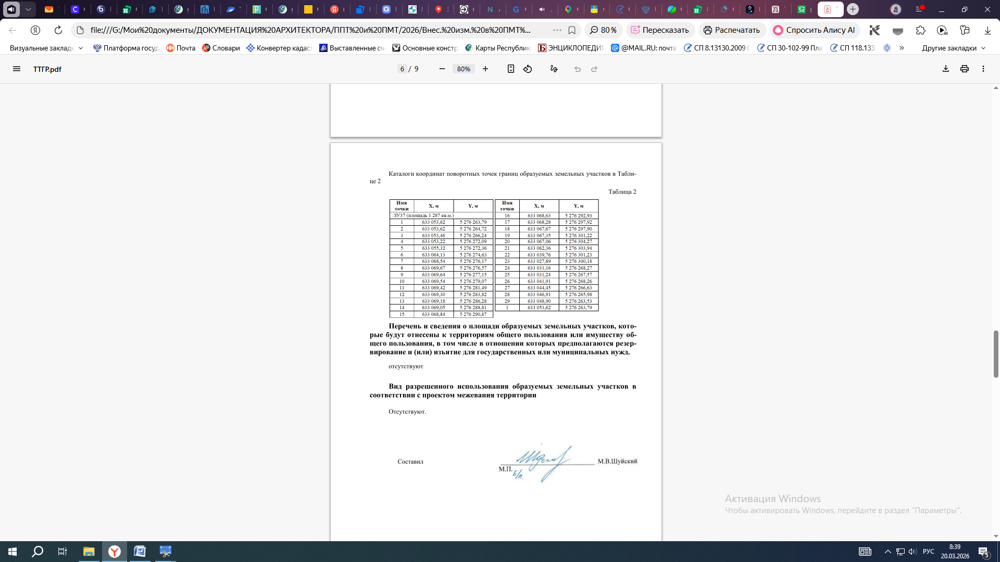 file:///G:/Мои%20документы/ДОКУМЕНТАЦИЯ%20АРХИТЕКТОРА/ППТ%20и%20ПМТ/2026/Внес.%20изм.%20в%20ПМТ%...
80 %
Пересказать
Распечатать
Спросить Алису AI
Визуальные заклад
Платформа госуд
Почта
Словари
Конвертер кадаст
Выставленные сч
Основные констр
Карты Республик
ЭНЦИКЛОПЕДИЯ
@MAIL.RU: почта
СП 8.13130.2009
СП 30-102-99 Пла
СП 118.133
Другие закладки
ТТГР.pdf
6 / 9
80%
Каталоги координат поворотных точек границ образуемых земельных участков в Табли-
це 2
Таблица 2
Имя точки X, м Y, м Имя точки X, м Y, м
:ЗУ37 (площадь 1 287 кв.м.) 16 633 068,63 5 276 292,93
1 633 053,62 5 276 263,79 17 633 068,28 5 276 297,92
2 633 053,62 5 276 264,72 18 633 067,67 5 276 297,90
3 633 053,46 5 276 266,24 19 633 067,35 5 276 301,22
4 633 053,22 5 276 272,09 20 633 067,06 5 276 304,27
5 633 055,32 5 276 272,36 21 633 062,36 5 276 303,94
6 633 064,13 5 276 274,63 22 633 039,76 5 276 301,23
7 633 068,54 5 276 276,17 23 633 027,89 5 276 300,18
8 633 069,67 5 276 276,57 24 633 031,16 5 276 268,27
9 633 069,64 5 276 277,15 25 633 031,24 5 276 267,57
10 633 069,54 5 276 279,07 26 633 041,91 5 276 268,26
11 633 069,42 5 276 281,49 27 633 044,45 5 276 266,63
12 633 069,30 5 276 283,82 28 633 046,91 5 276 265,98
13 633 069,18 5 276 286,28 29 633 048,90 5 276 263,53
14 633 069,05 5 276 288,81 1 633 053,62 5 276 263,79
15 633 068,84 5 276 290,87
Перечень и сведения о площади образуемых земельных участков, кото-
рые будут отнесены к территориям общего пользования или имуществу об-
щего пользования, в том числе в отношении которых предполагаются резер-
вирование и (или) изъятие для государственных или муниципальных нужд.
отсутствуют
Вид разрешенного использования образуемых земельных участков в
соответствии с проектом межевания территории
Отсутствуют.
Составил
М.В.Шуйский
М.П.
Б/п.
Активация Windows
Чтобы активировать Windows, перейдите в раздел "Параметры".
РУС
8:39
20.03.2026
5